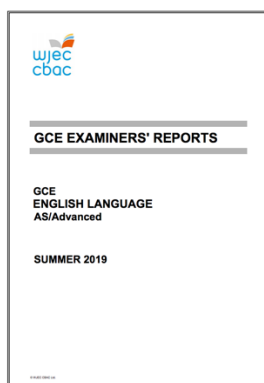 wjec
cbac
GCE EXAMINERS' REPORTS
GCE
ENGLISH LANGUAGE
AS/Advanced
SUMMER 2019